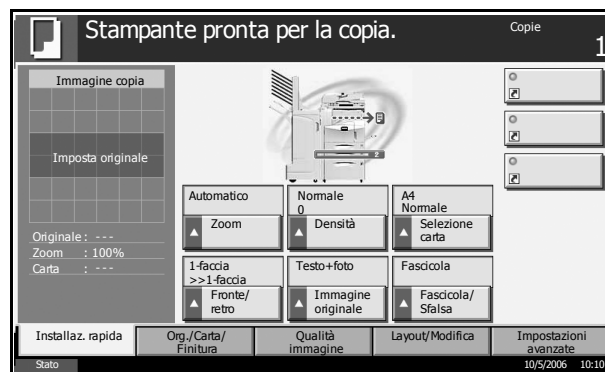 Stampante pronta per la copia.
Copie
1
Immagine copia
Imposta originale
Originale : ---
Zoom : 100%
Carta : ---
2
Automatico
Zoom
Normale
0
Densità
A4
Normale
Selezione
carta
1-faccia
>>1-faccia
Fronte/
retro
Testo+foto
Immagine
originale
Fascicola
Fascicola/
Sfalsa
Installaz. rapida
Org./Carta/
Finitura
Qualità
immagine
Layout/Modifica
Impostazioni
avanzate
Stato
10/5/2006 10:10